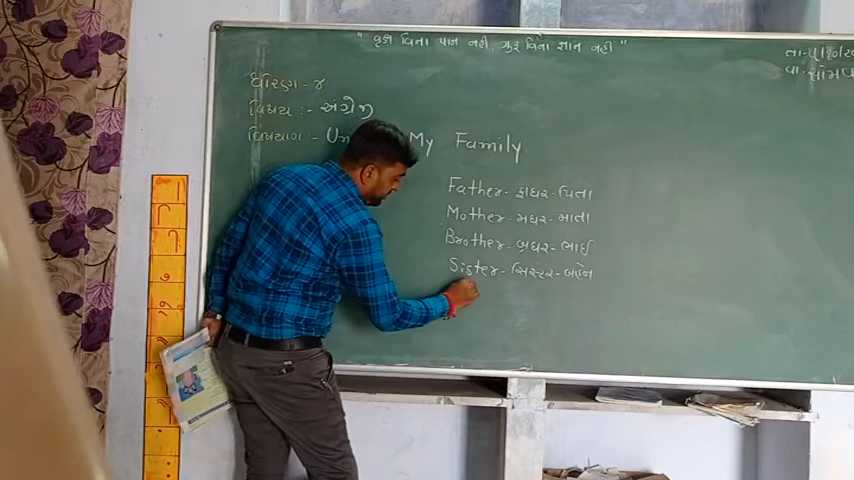 "વૃક્ષ વિના પાન નહી, ગુરુ વિના જ્ઞાન નહી"
ધોરણ - ૪
વિષય :- અંગ્રેજી
My Family
Father - ફાધર - પિતા
Mother - મધર - માતા
Brother - બ્રધર - ભાઈ
Sister - સિસ્ટર - બહેન